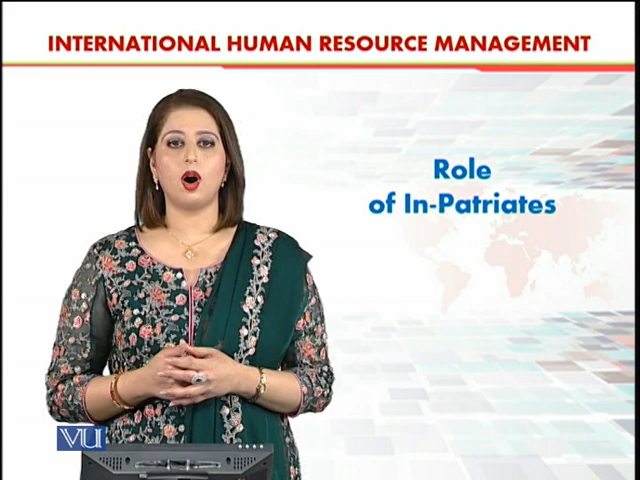 INTERNATIONAL HUMAN RESOURCE MANAGEMENT
Role
of In-Patriates
VU